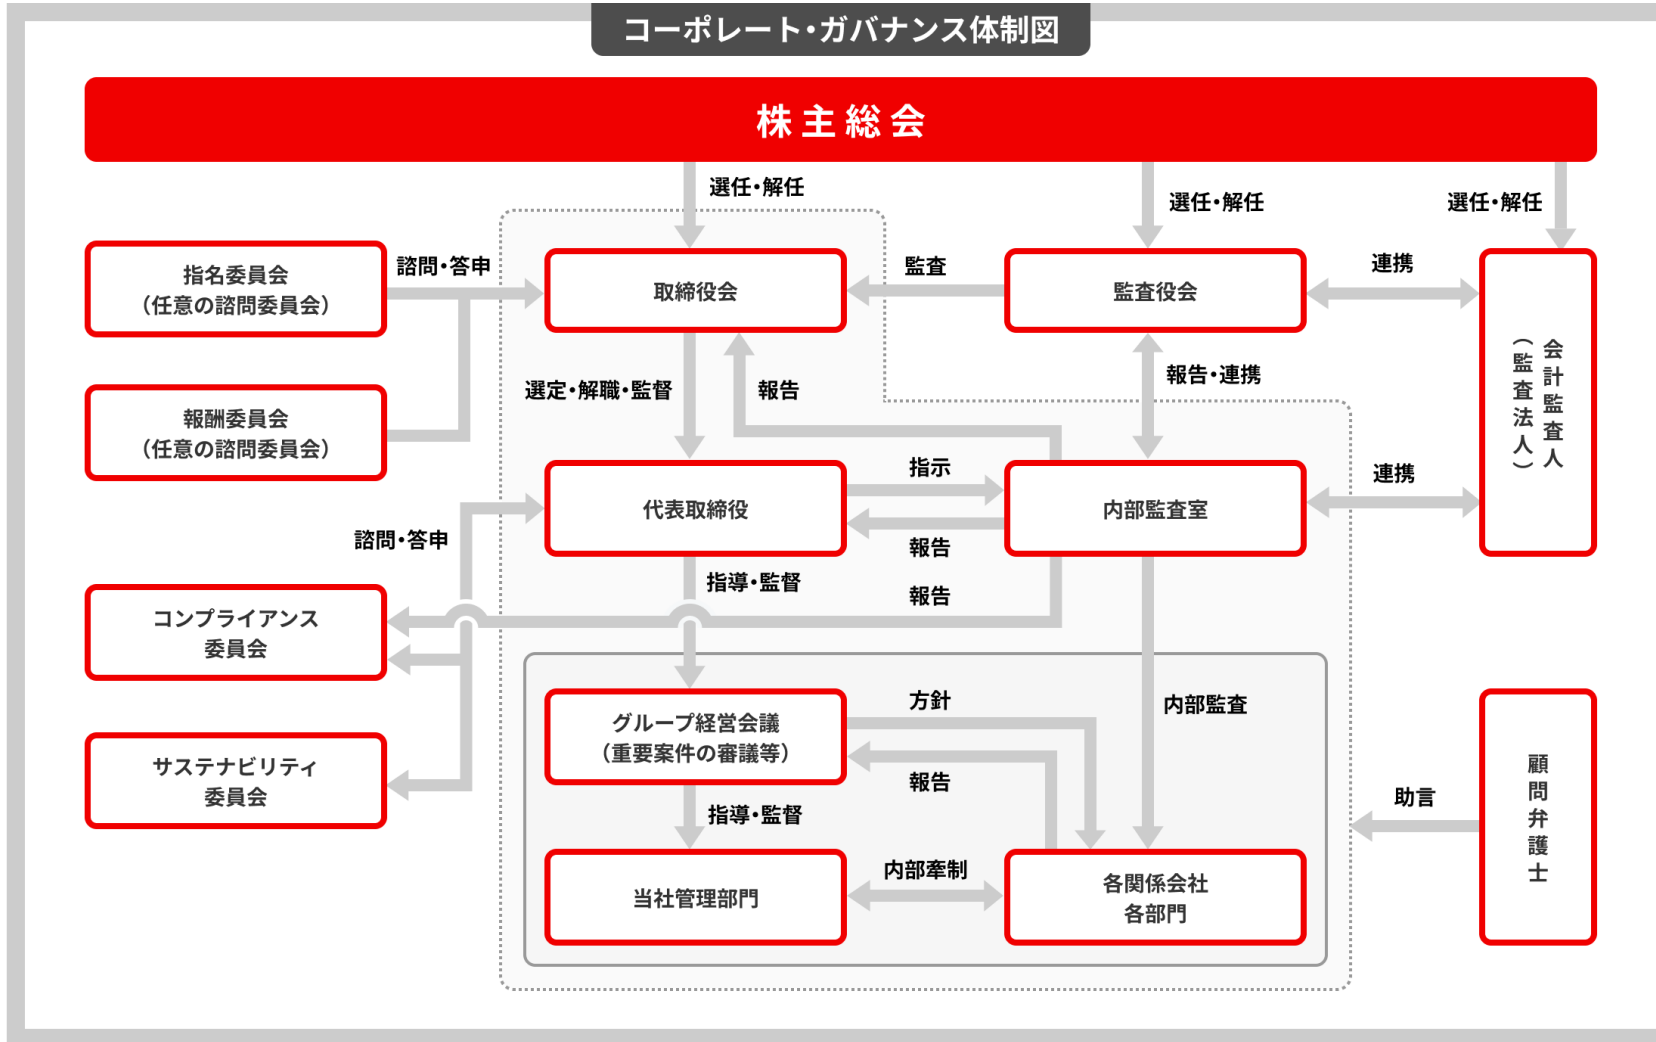 コーポレート・ガバナンス体制図
株主総会
選任・解任
選任・解任
選任・解任
指名委員会
（任意の諮問委員会）
諮問・答申
取締役会
監査
監査役会
連携
会計監査人
（監査法人）
報酬委員会
（任意の諮問委員会）
選定・解職・監督
報告
報告・連携
代表取締役
指示
報告
内部監査室
連携
諮問・答申
指導・監督
報告
コンプライアンス
委員会
サステナビリティ
委員会
グループ経営会議
（重要案件の審議等）
方針
報告
内部監査
指導・監督
当社管理部門
内部牽制
各関係会社
各部門
助言
顧問弁護士